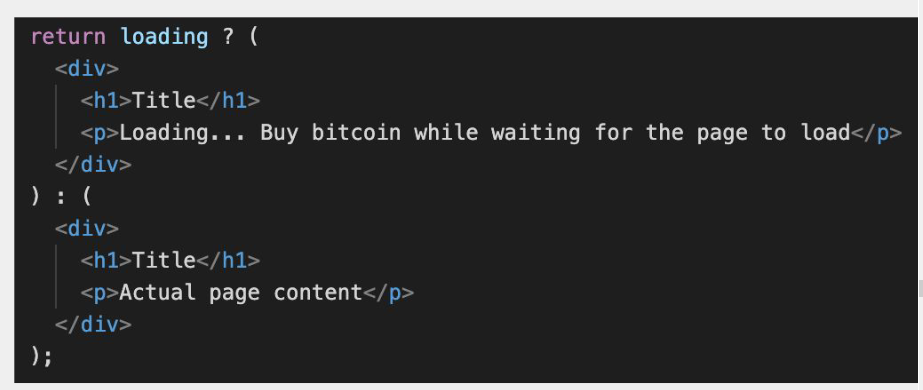 return loading ? (
<div>
<h1>Title</h1>
<p>Loading... Buy bitcoin while waiting for the page to load</p>
</div>
) : (
<div>
<h1>Title</h1>
<p>Actual page content</p>
</div>
);